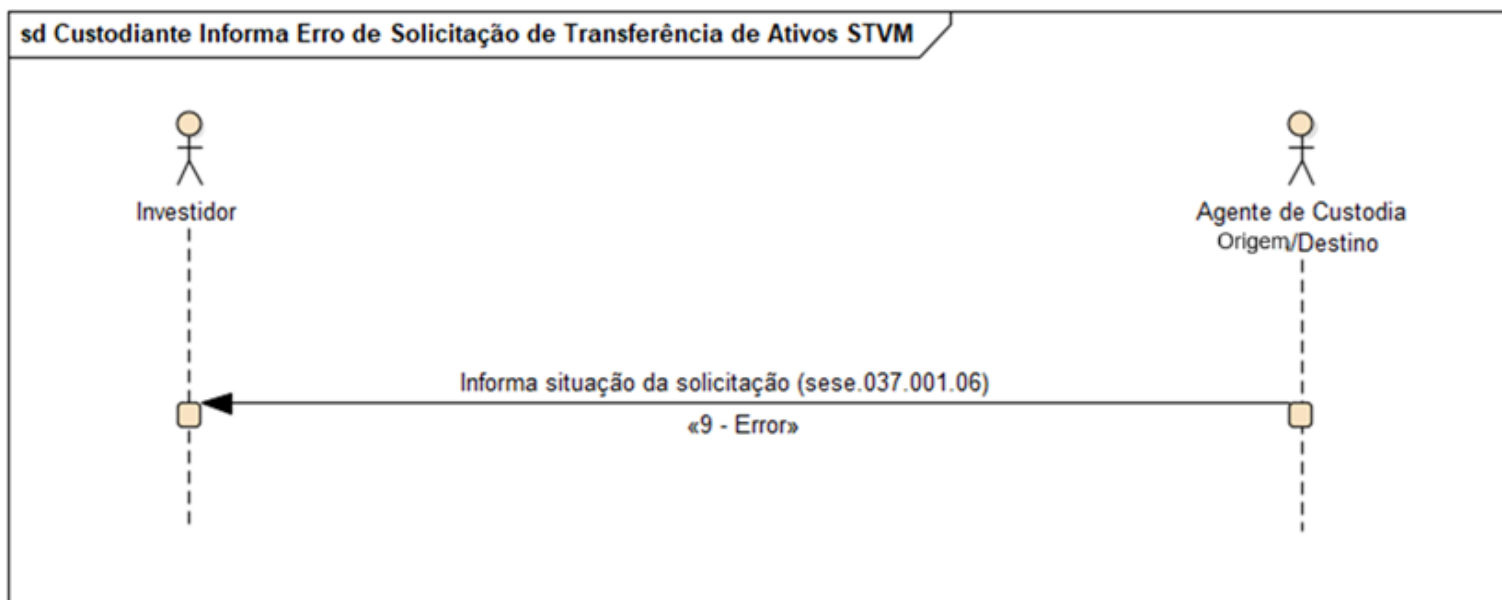 sd Custodiante Informa Erro de Solicitação de Transferência de Ativos STVM
Investidor
Agente de Custodia
Origem/Destino
Informa situação da solicitação (sese.037.001.06)
«9 - Error»